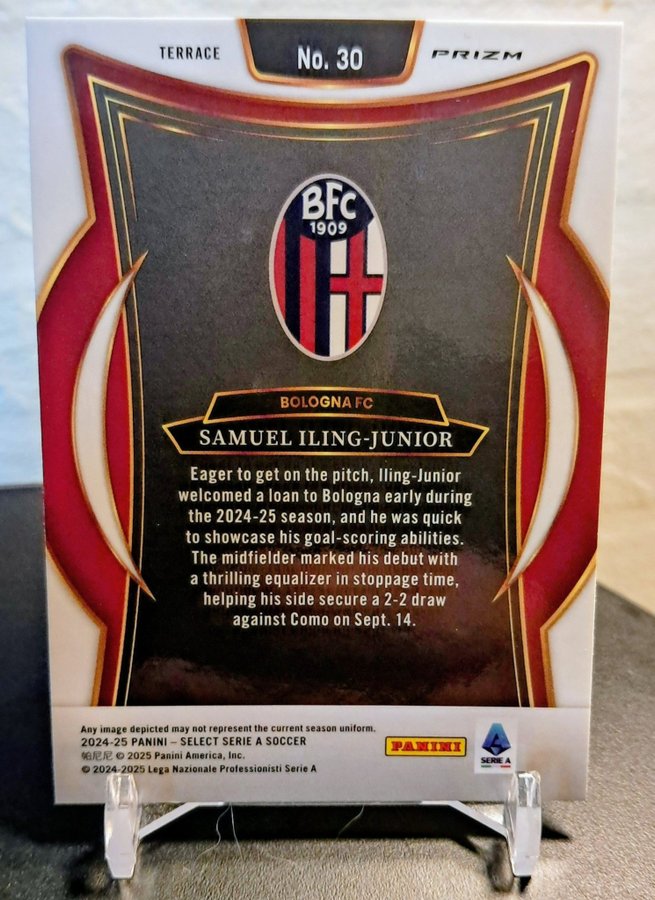 TERRACE
No. 30
PRIZM
BFC
1909
BOLOGNA FC
SAMUEL ILING-JUNIOR
Eager to get on the pitch, Iling-Junior
welcomed a loan to Bologna early during
the 2024-25 season, and he was quick
to showcase his goal-scoring abilities.
The midfielder marked his debut with
a thrilling equalizer in stoppage time,
helping his side secure a 2-2 draw
against Como on Sept. 14.
Any image depicted may not represent the current season uniform.
2024-25 PANINI – SELECT SERIE A SOCCER
帕尼尼 © 2025 Panini America, Inc.
© 2024-2025 Lega Nazionale Professionisti Serie A
PANINI
SERIE A